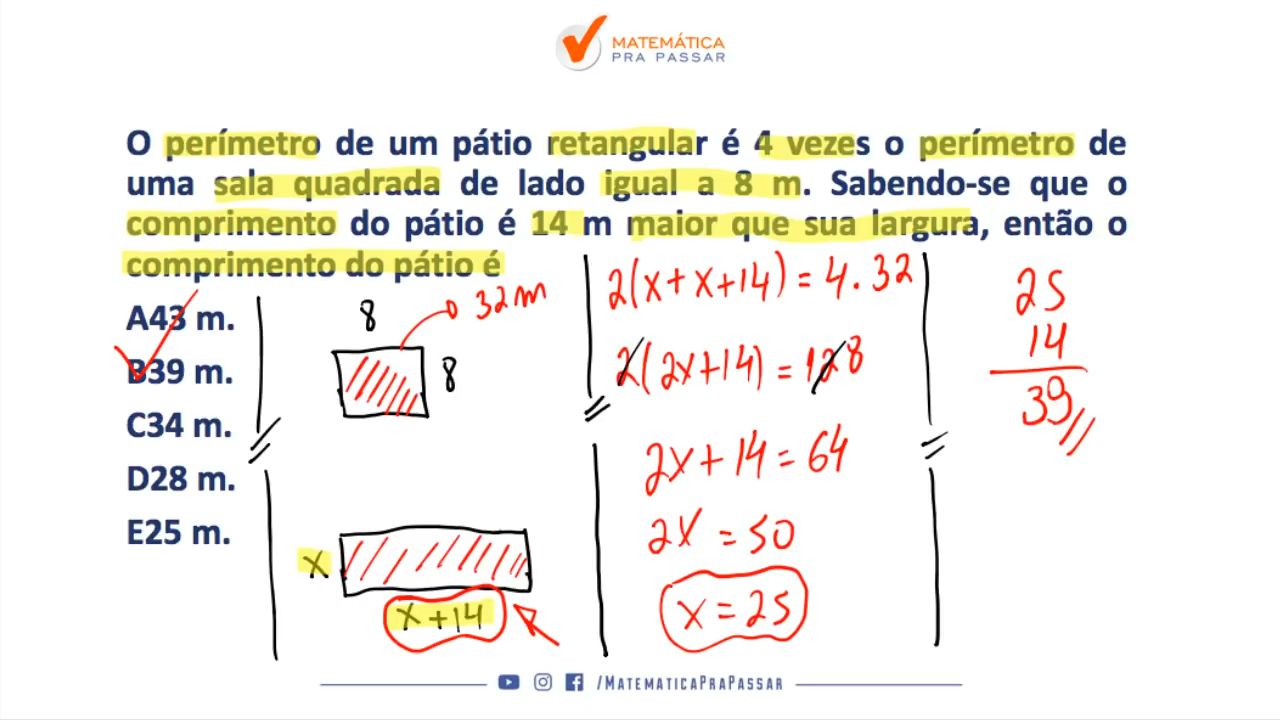 MATEMÁTICA
PRA PASSAR
O perímetro de um pátio retangular é 4 vezes o perímetro de
uma sala quadrada de lado igual a 8 m. Sabendo-se que o
comprimento do pátio é 14 m maior que sua largura, então o
comprimento do pátio é
A43 m.
B39 m.
C34 m.
D28 m.
E25 m.
8
32m
8
x
x+14
2(x+x+14)=4.32
2(2x+14)=128
2x+14=64
2x=50
x=25
25
14
39
/MatematicaPraPassar